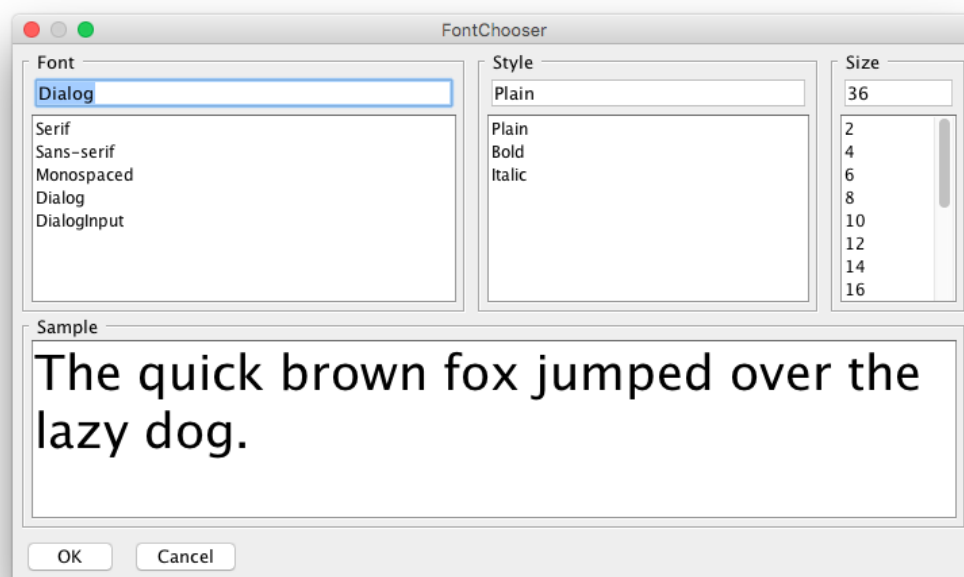 FontChooser
Font
Dialog
Serif
Sans-serif
Monospaced
Dialog
DialogInput
Style
Plain
Plain
Bold
Italic
Size
36
2
4
6
8
10
12
14
16
Sample
The quick brown fox jumped over the
lazy dog.
OK
Cancel